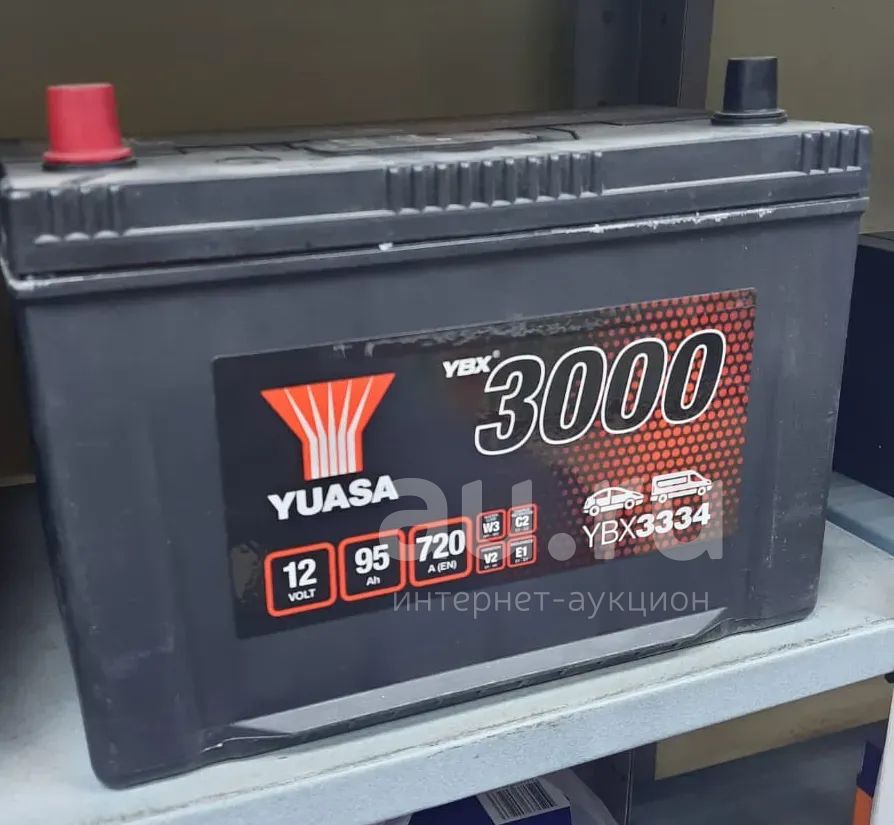 YBX® 3000
YUASA
YBX3334
12 VOLT
95 Ah
720 A (EN)
W3 C2
V2 E1
au.ru
интернет-аукцион